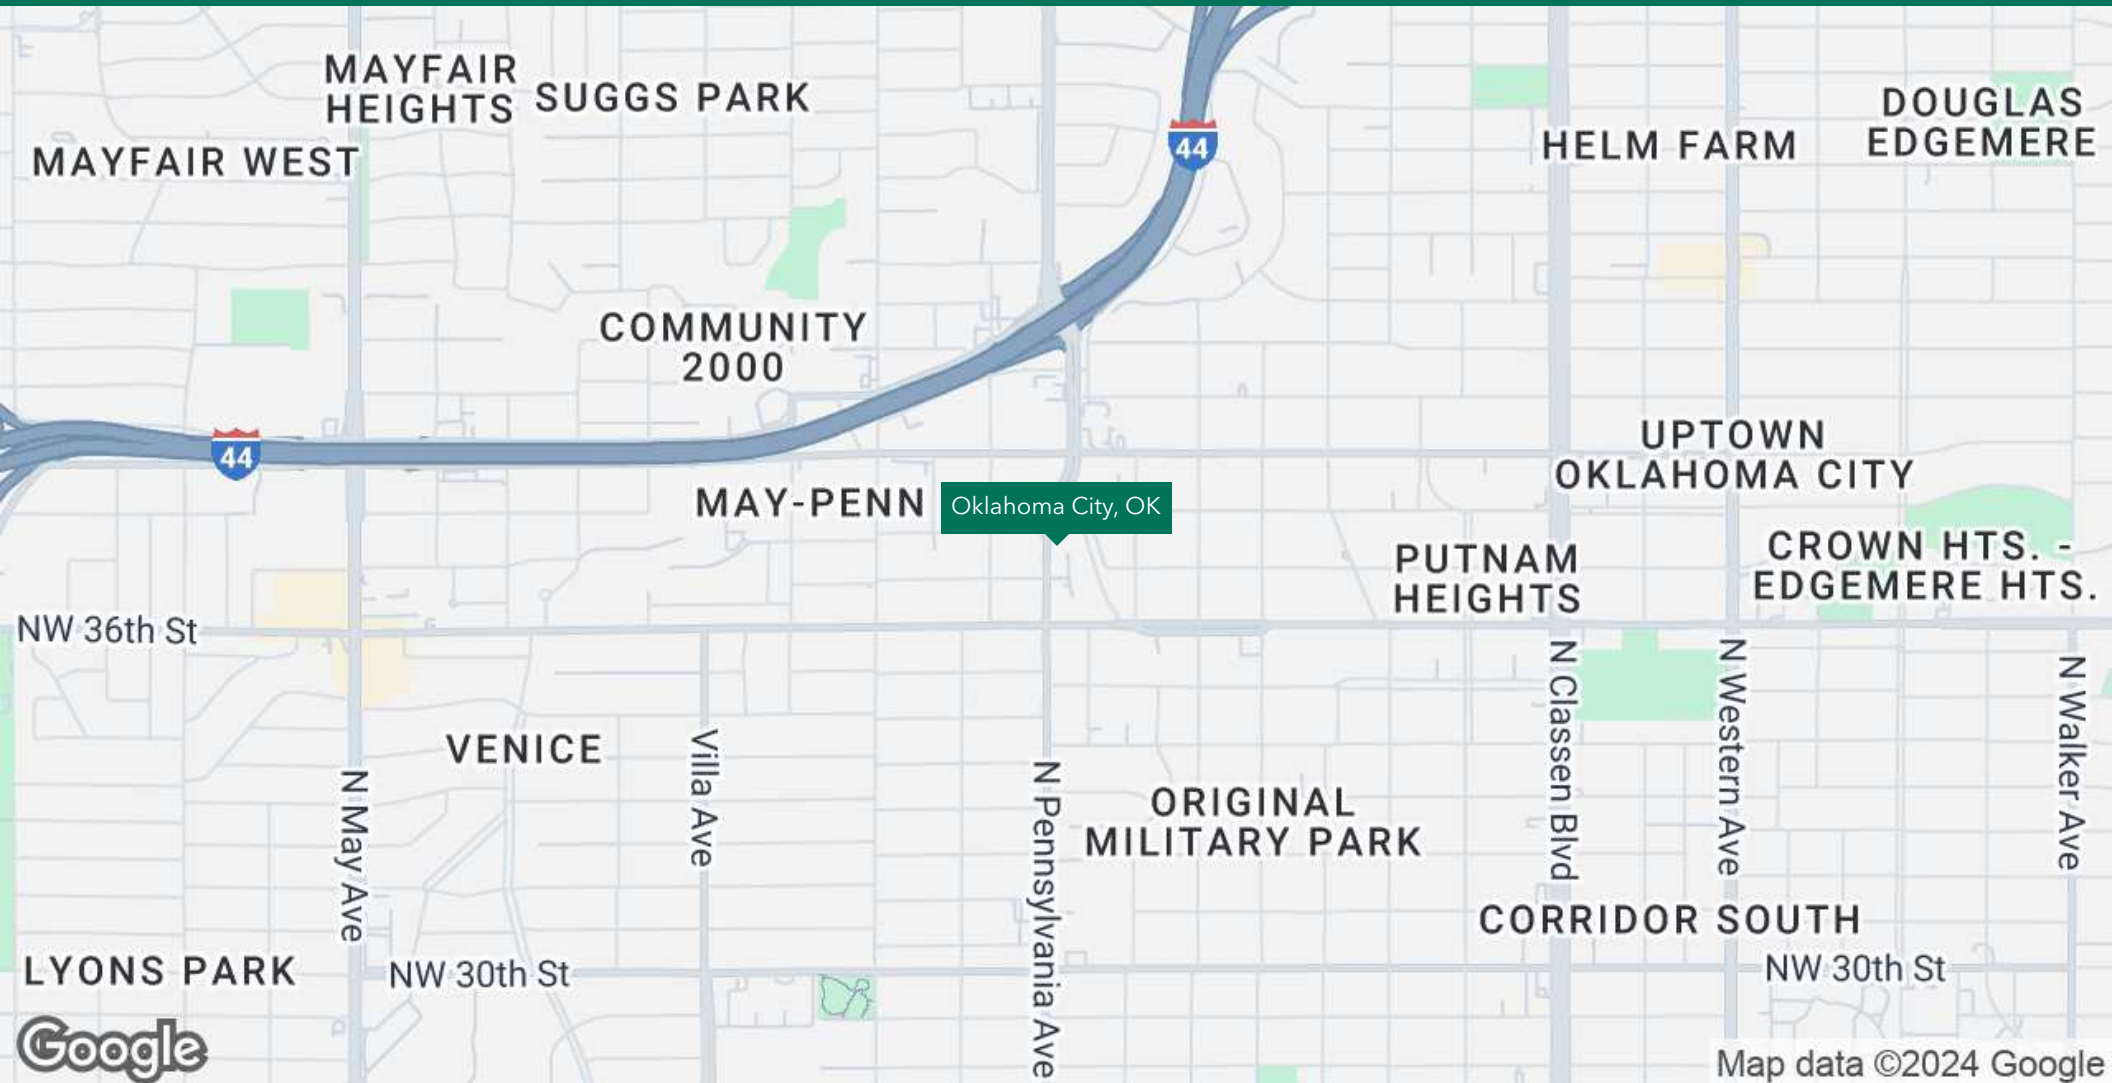 MAYFAIR
HEIGHTS
SUGGS PARK
MAYFAIR WEST
44
HELM FARM
DOUGLAS
EDGEMERE
COMMUNITY
2000
44
UPTOWN
OKLAHOMA CITY
MAY-PENN
Oklahoma City, OK
PUTNAM
HEIGHTS
CROWN HTS. -
EDGEMERE HTS.
NW 36th St
N May Ave
VENICE
Villa Ave
N Pennsylvania Ave
ORIGINAL
MILITARY PARK
N Classen Blvd
N Western Ave
N Walker Ave
CORRIDOR SOUTH
LYONS PARK
NW 30th St
NW 30th St
Google
Map data ©2024 Google